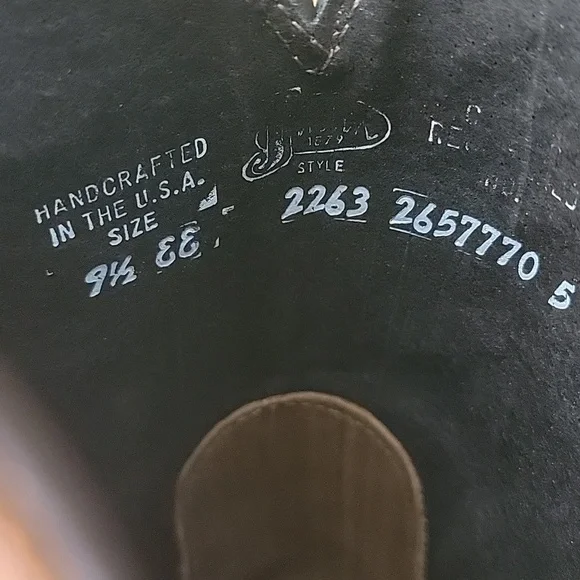 HANDCRAFTED
IN THE U.S.A.
SIZE
9½ EE
1879
STYLE
2263 2657770 5